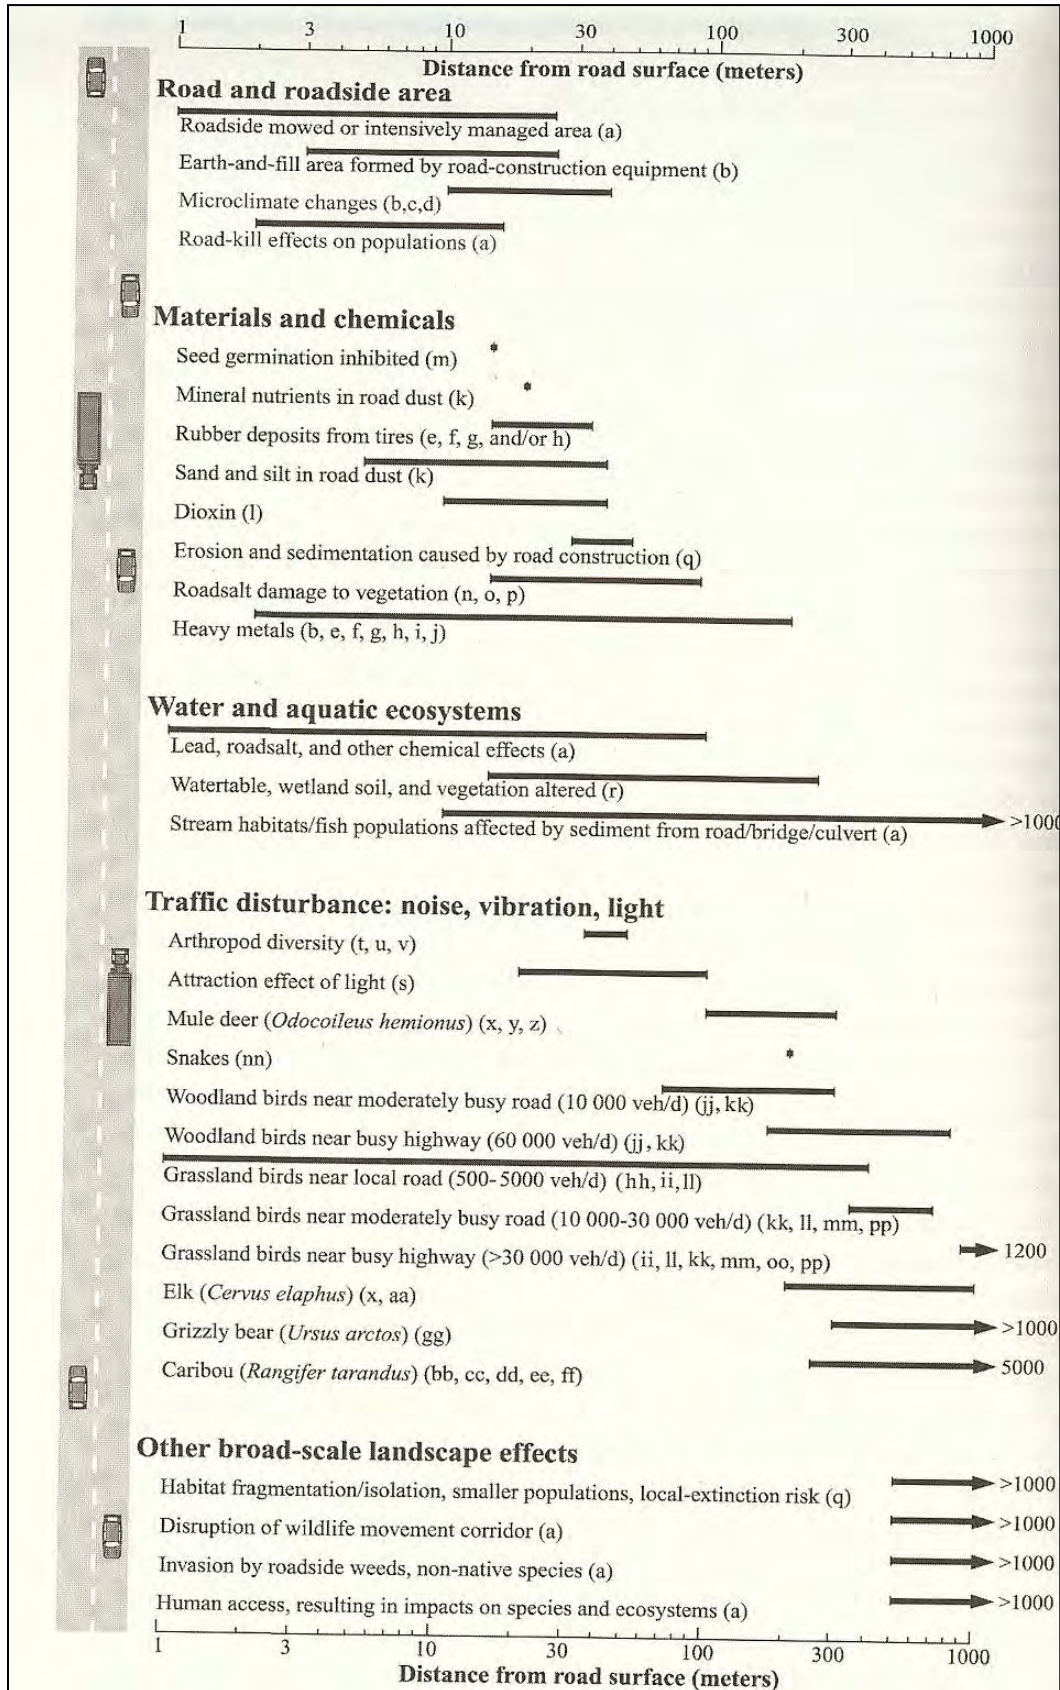 1 3 10 30 100 300 1000
Distance from road surface (meters)
Road and roadside area
Roadside mowed or intensively managed area (a)
Earth-and-fill area formed by road-construction equipment (b)
Microclimate changes (b,c,d)
Road-kill effects on populations (a)
Materials and chemicals
Seed germination inhibited (m)
Mineral nutrients in road dust (k)
Rubber deposits from tires (e, f, g, and/or h)
Sand and silt in road dust (k)
Dioxin (l)
Erosion and sedimentation caused by road construction (q)
Roadsalt damage to vegetation (n, o, p)
Heavy metals (b, e, f, g, h, i, j)
Water and aquatic ecosystems
Lead, roadsalt, and other chemical effects (a)
Watertable, wetland soil, and vegetation altered (r)
Stream habitats/fish populations affected by sediment from road/bridge/culvert (a) >1000
Traffic disturbance: noise, vibration, light
Arthropod diversity (t, u, v)
Attraction effect of light (s)
Mule deer (Odocoileus hemionus) (x, y, z)
Snakes (nn)
Woodland birds near moderately busy road (10 000 veh/d) (jj, kk)
Woodland birds near busy highway (60 000 veh/d) (jj, kk)
Grassland birds near local road (500-5000 veh/d) (hh, ii, ll)
Grassland birds near moderately busy road (10 000-30 000 veh/d) (kk, ll, mm, pp)
Grassland birds near busy highway (>30 000 veh/d) (ii, ll, kk, mm, oo, pp) 1200
Elk (Cervus elaphus) (x, aa)
Grizzly bear (Ursus arctos) (gg) >1000
Caribou (Rangifer tarandus) (bb, cc, dd, ee, ff) 5000
Other broad-scale landscape effects
Habitat fragmentation/isolation, smaller populations, local-extinction risk (q) >1000
Disruption of wildlife movement corridor (a) >1000
Invasion by roadside weeds, non-native species (a) >1000
Human access, resulting in impacts on species and ecosystems (a) >1000
1 3 10 30 100 300 1000
Distance from road surface (meters)